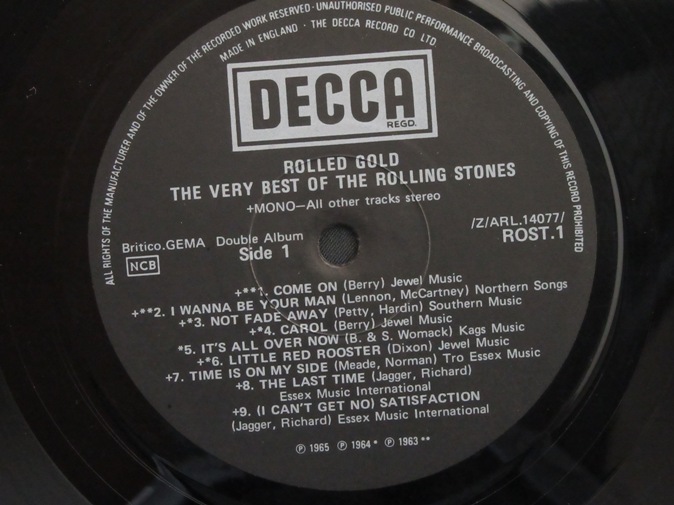 ALL RIGHTS OF THE MANUFACTURER AND OF THE OWNER OF THE RECORDED WORK RESERVED · UNAUTHORISED PUBLIC PERFORMANCE BROADCASTING AND COPYING OF THIS RECORD PROHIBITED
MADE IN ENGLAND · THE DECCA RECORD CO LTD
DECCA
REGD.
ROLLED GOLD
THE VERY BEST OF THE ROLLING STONES
+MONO—All other tracks stereo
Britico.GEMA Double Album
NCB
Side 1
/Z/ARL.14077/
ROST.1
+**1. COME ON (Berry) Jewel Music
+**2. I WANNA BE YOUR MAN (Lennon, McCartney) Northern Songs
+*3. NOT FADE AWAY (Petty, Hardin) Southern Music
+*4. CAROL (Berry) Jewel Music
*5. IT'S ALL OVER NOW (B. & S. Womack) Kags Music
+*6. LITTLE RED ROOSTER (Dixon) Jewel Music
+7. TIME IS ON MY SIDE (Meade, Norman) Tro Essex Music
+8. THE LAST TIME (Jagger, Richard)
Essex Music International
+9. (I CAN'T GET NO) SATISFACTION
(Jagger, Richard) Essex Music International
℗ 1965 ℗ 1964 * ℗ 1963 **